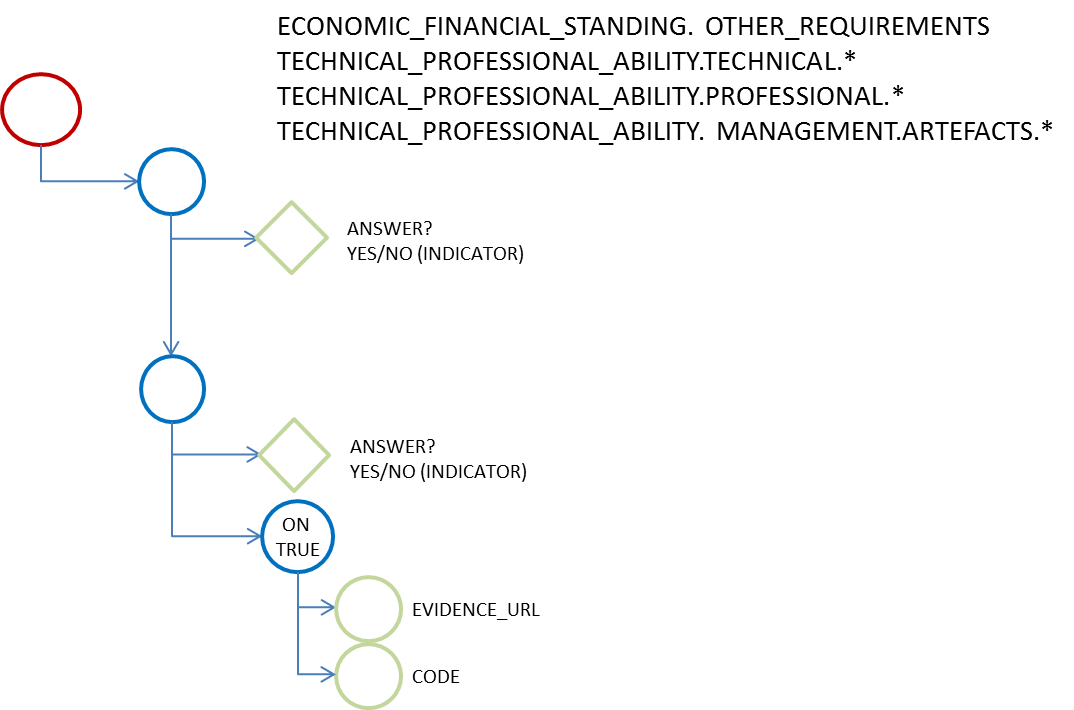 ECONOMIC_FINANCIAL_STANDING. OTHER_REQUIREMENTS
TECHNICAL_PROFESSIONAL_ABILITY.TECHNICAL.*
TECHNICAL_PROFESSIONAL_ABILITY.PROFESSIONAL.*
TECHNICAL_PROFESSIONAL_ABILITY. MANAGEMENT.ARTEFACTS.*
ANSWER?
YES/NO (INDICATOR)
ANSWER?
YES/NO (INDICATOR)
ON
TRUE
EVIDENCE_URL
CODE